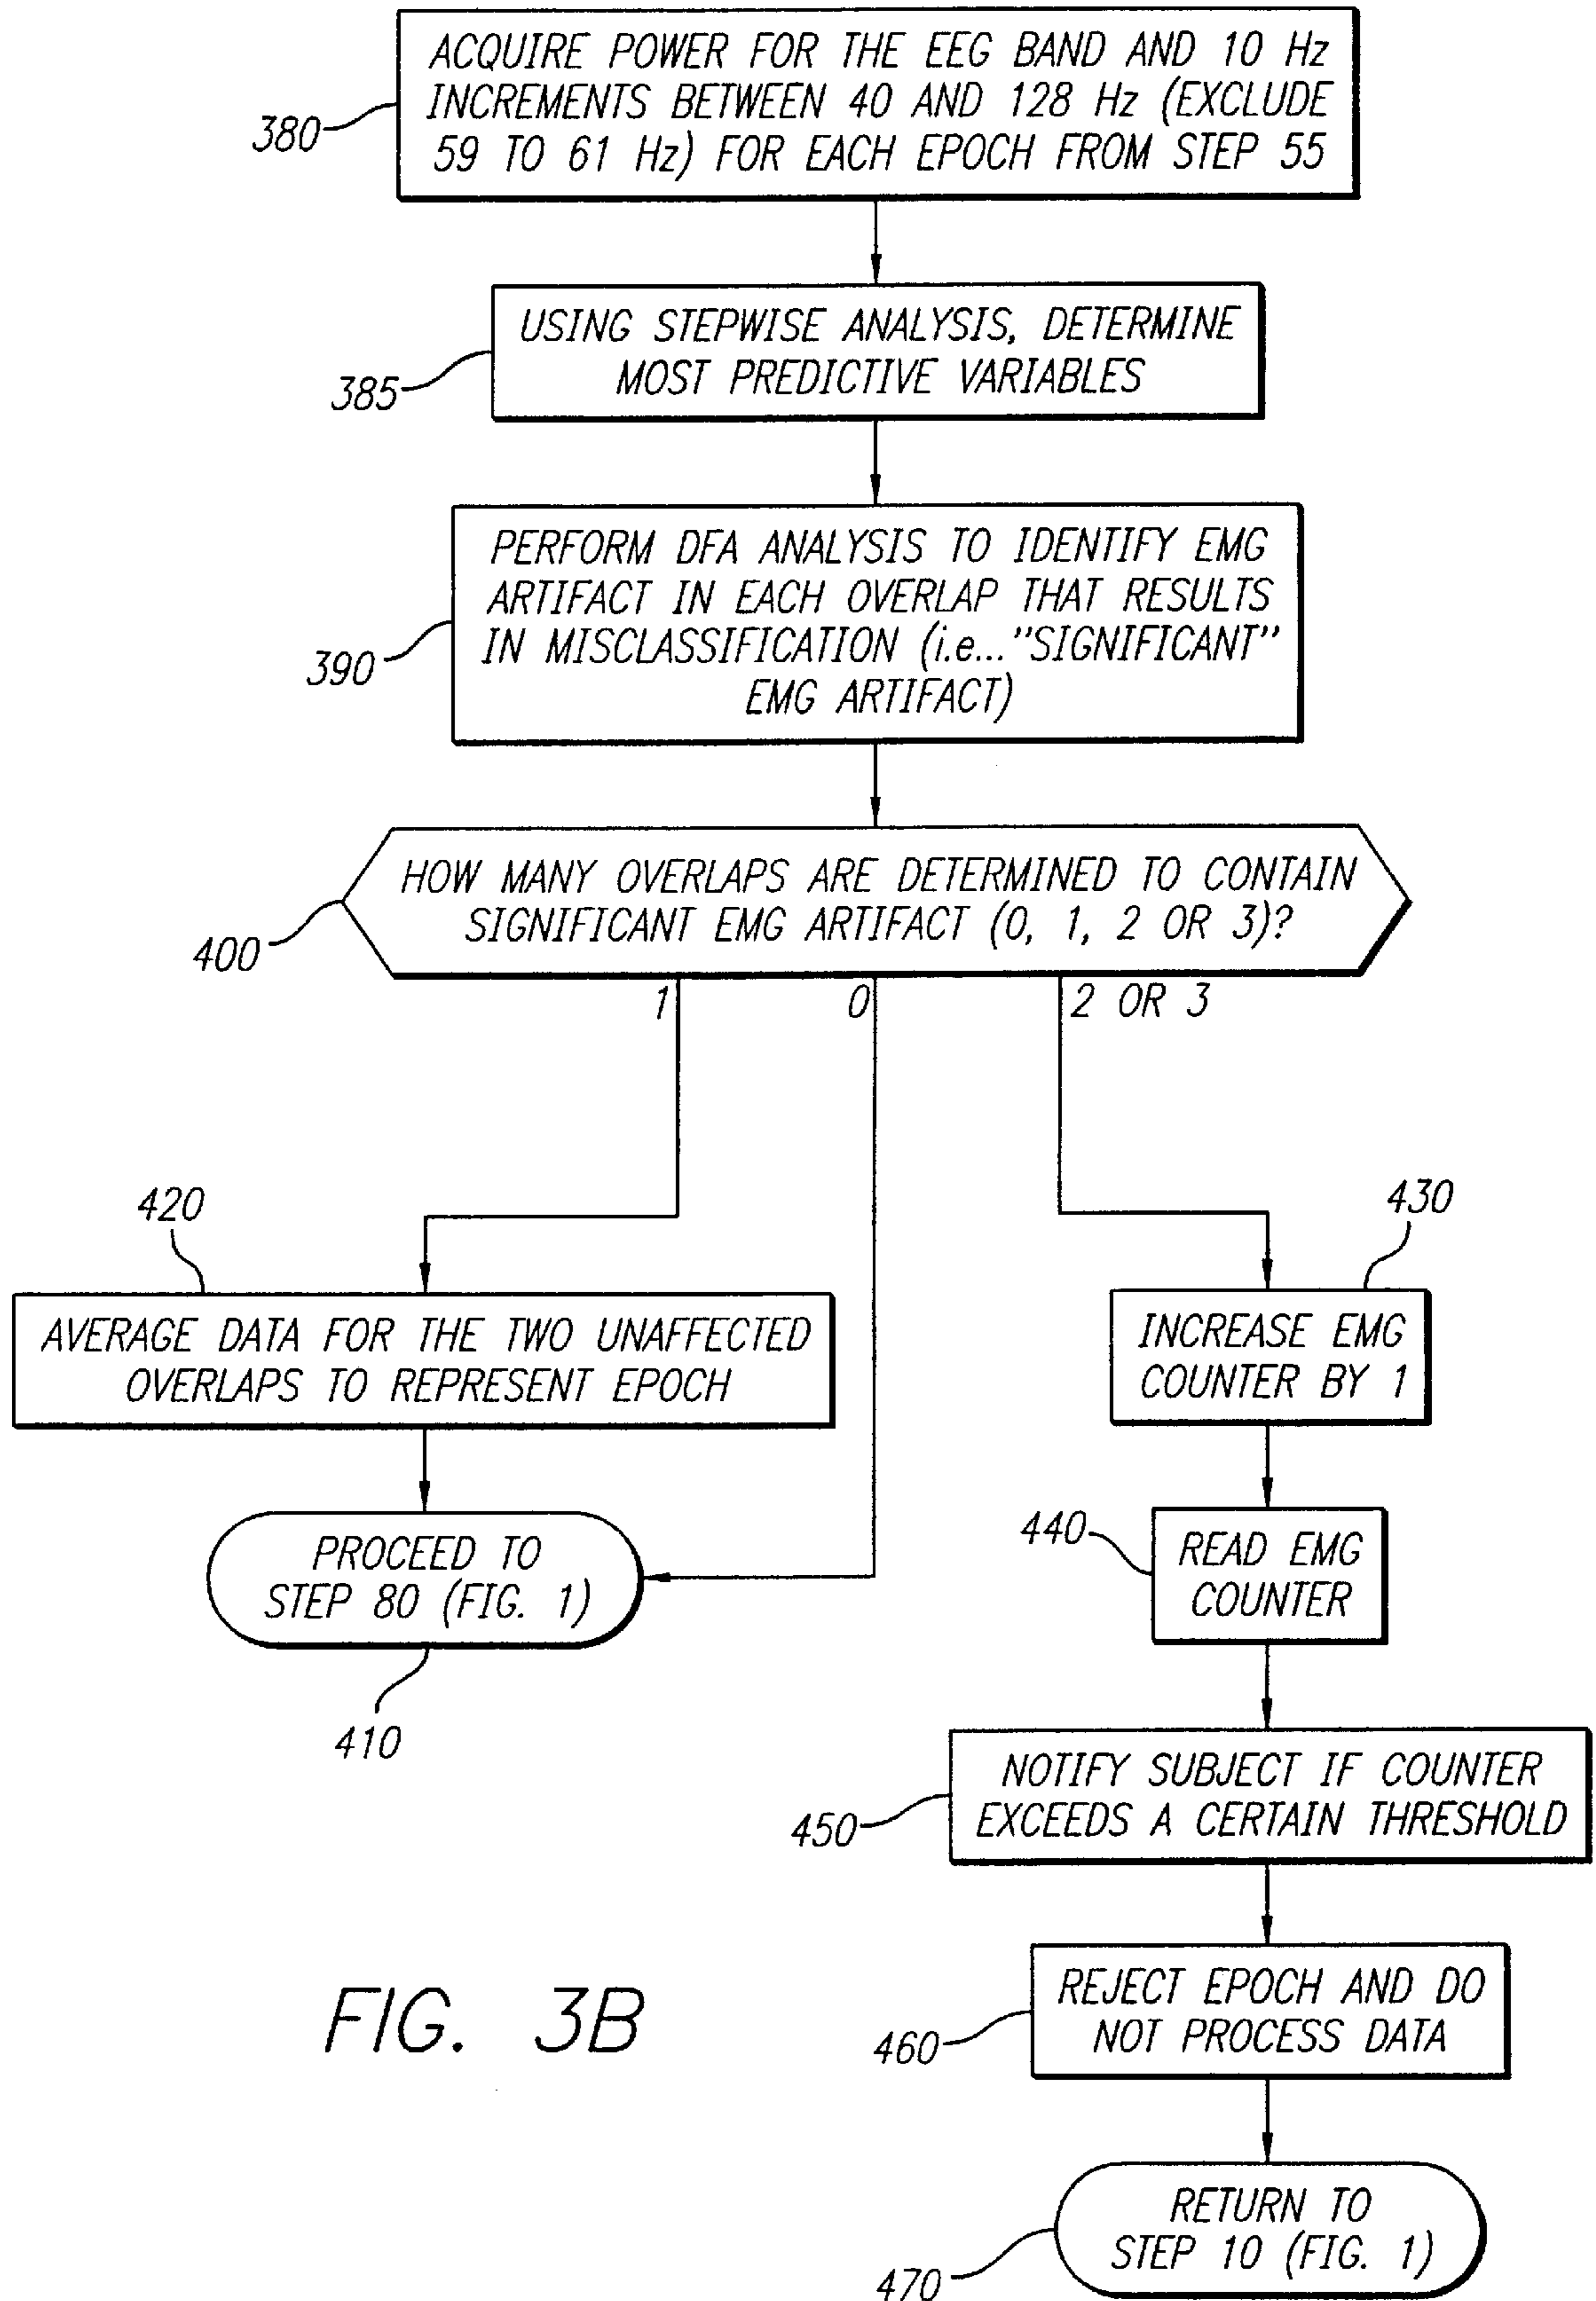 ACQUIRE POWER FOR THE EEG BAND AND 10 Hz
INCREMENTS BETWEEN 40 AND 128 Hz (EXCLUDE
59 TO 61 Hz) FOR EACH EPOCH FROM STEP 55
380
USING STEPWISE ANALYSIS, DETERMINE
MOST PREDICTIVE VARIABLES
385
PERFORM DFA ANALYSIS TO IDENTIFY EMG
ARTIFACT IN EACH OVERLAP THAT RESULTS
IN MISCLASSIFICATION (i.e..."SIGNIFICANT"
EMG ARTIFACT)
390
HOW MANY OVERLAPS ARE DETERMINED TO CONTAIN
SIGNIFICANT EMG ARTIFACT (0, 1, 2 OR 3)?
400
1
0
2 OR 3
420
AVERAGE DATA FOR THE TWO UNAFFECTED
OVERLAPS TO REPRESENT EPOCH
PROCEED TO
STEP 80 (FIG. 1)
410
430
INCREASE EMG
COUNTER BY 1
440
READ EMG
COUNTER
NOTIFY SUBJECT IF COUNTER
EXCEEDS A CERTAIN THRESHOLD
450
REJECT EPOCH AND DO
NOT PROCESS DATA
460
RETURN TO
STEP 10 (FIG. 1)
470
FIG. 3B